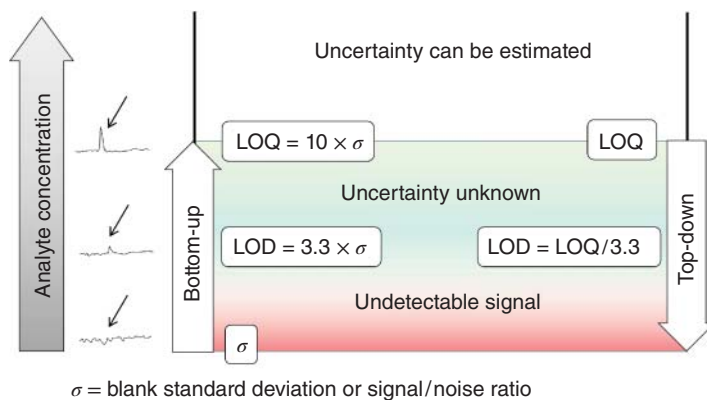 Uncertainty can be estimated
Analyte concentration
LOQ = 10 × σ
LOQ
Uncertainty unknown
Bottom-up
LOD = 3.3 × σ
LOD = LOQ/3.3
Top-down
Undetectable signal
σ
σ = blank standard deviation or signal/noise ratio